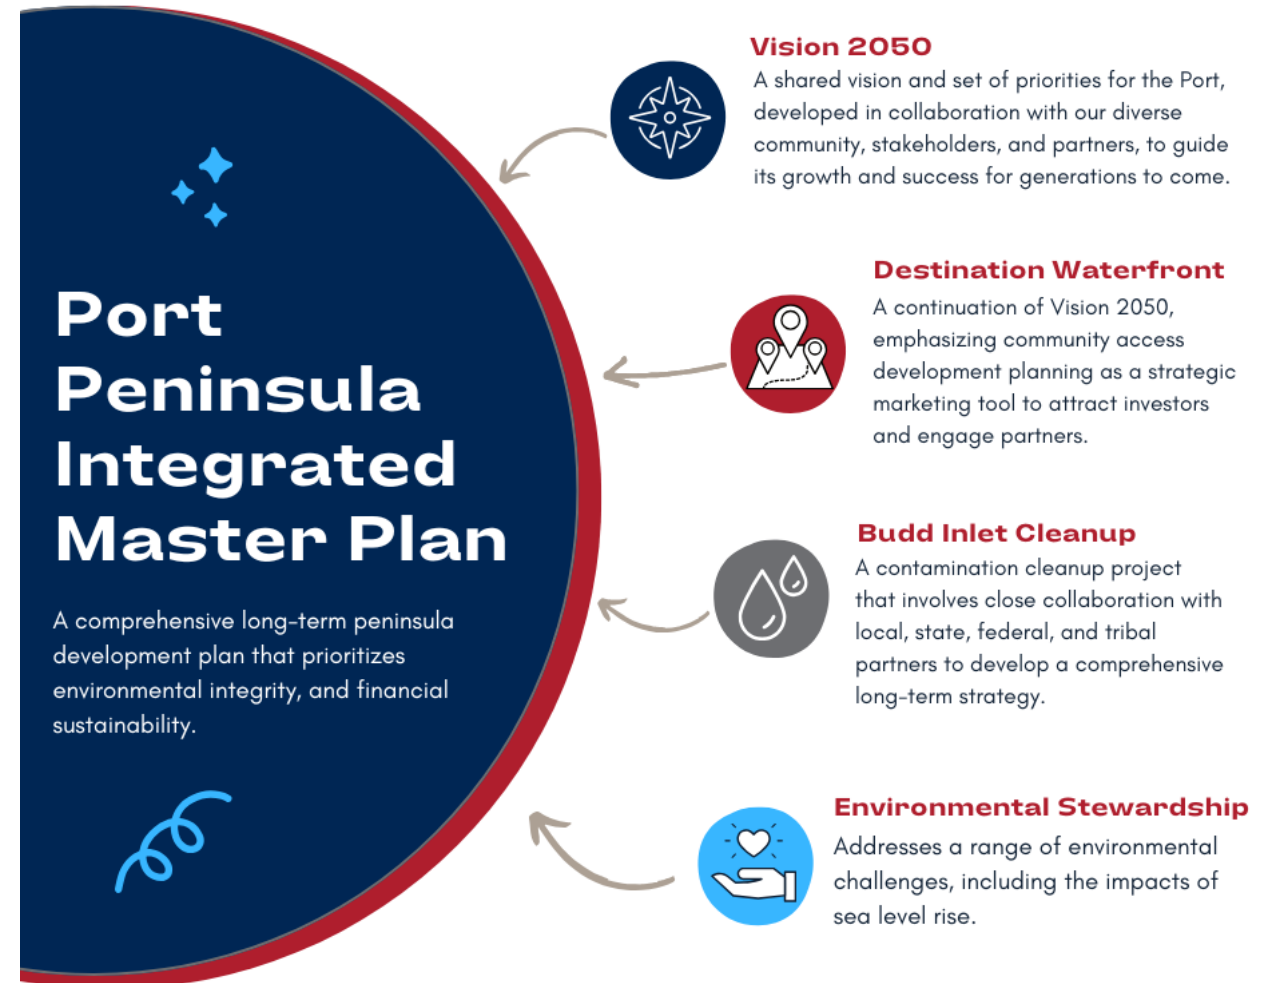 Port
Peninsula
Integrated
Master Plan
A comprehensive long-term peninsula
development plan that prioritizes
environmental integrity, and financial
sustainability.
Vision 2050
A shared vision and set of priorities for the Port,
developed in collaboration with our diverse
community, stakeholders, and partners, to guide
its growth and success for generations to come.
Destination Waterfront
A continuation of Vision 2050,
emphasizing community access
development planning as a strategic
marketing tool to attract investors
and engage partners.
Budd Inlet Cleanup
A contamination cleanup project
that involves close collaboration with
local, state, federal, and tribal
partners to develop a comprehensive
long-term strategy.
Environmental Stewardship
Addresses a range of environmental
challenges, including the impacts of
sea level rise.